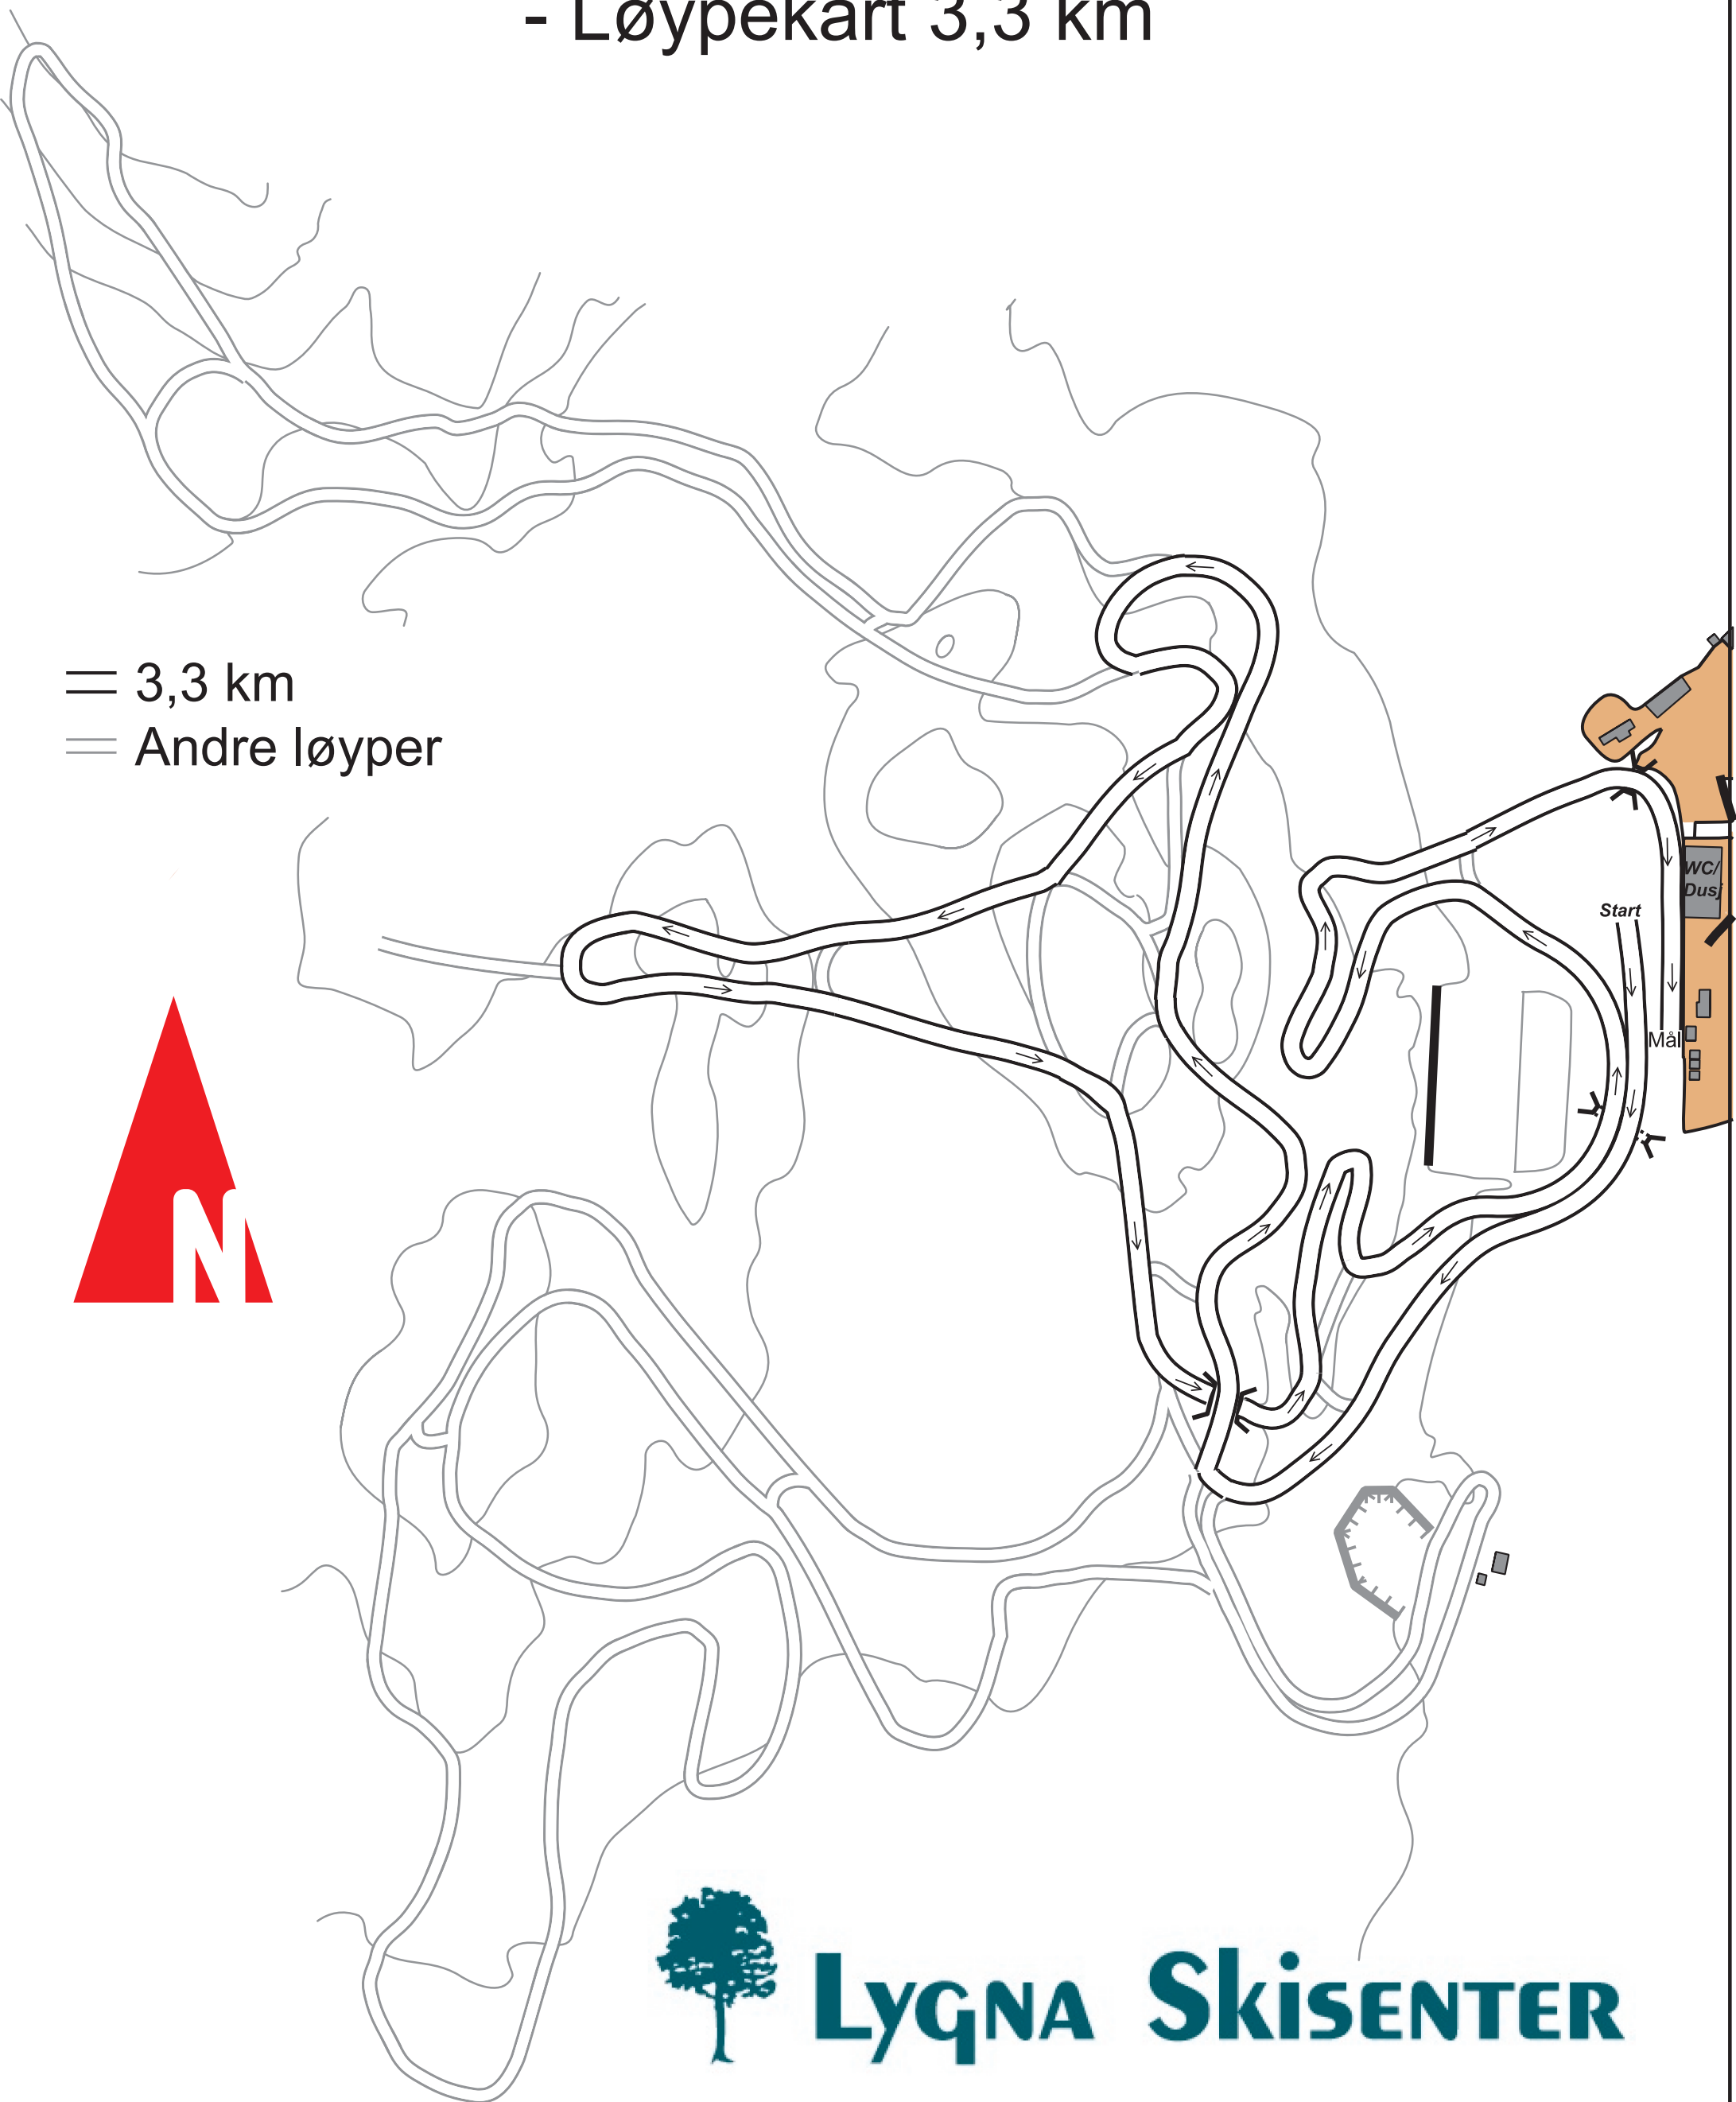 - Løypekart 3,3 km
3,3 km
Andre løyper
WC/
Dusj
Start
Mål
N
Lygna Skisenter